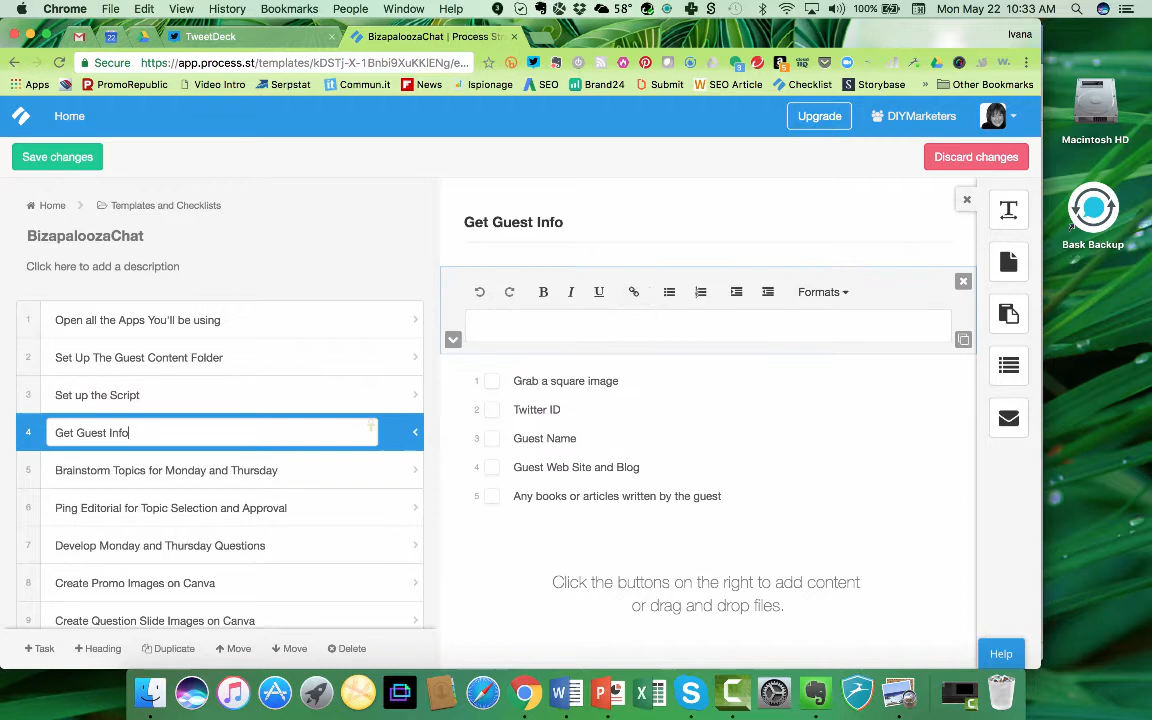 Chrome File Edit View History Bookmarks People Window Help 58° 100% Mon May 22 10:33 AM
TweetDeck × BizapaloozaChat | Process Str × Ivana
Secure https://app.process.st/templates/kDSTj-X-1Bnbi9XuKKlENg/e...
Apps PromoRepublic Video Intro Serpstat Commun.it News Ispionage SEO Brand24 Submit SEO Article Checklist Storybase » Other Bookmarks
Home Upgrade DIYMarketers
Macintosh HD
Save changes Discard changes
Home Templates and Checklists
Get Guest Info
BizapaloozaChat
Bask Backup
Click here to add a description
B I U Formats
1 Open all the Apps You'll be using
2 Set Up The Guest Content Folder
3 Set up the Script
4 Get Guest Info
5 Brainstorm Topics for Monday and Thursday
6 Ping Editorial for Topic Selection and Approval
7 Develop Monday and Thursday Questions
8 Create Promo Images on Canva
9 Create Question Slide Images on Canva
1 Grab a square image
2 Twitter ID
3 Guest Name
4 Guest Web Site and Blog
5 Any books or articles written by the guest
Click the buttons on the right to add content
or drag and drop files.
+Task +Heading Duplicate Move Move Delete
Help